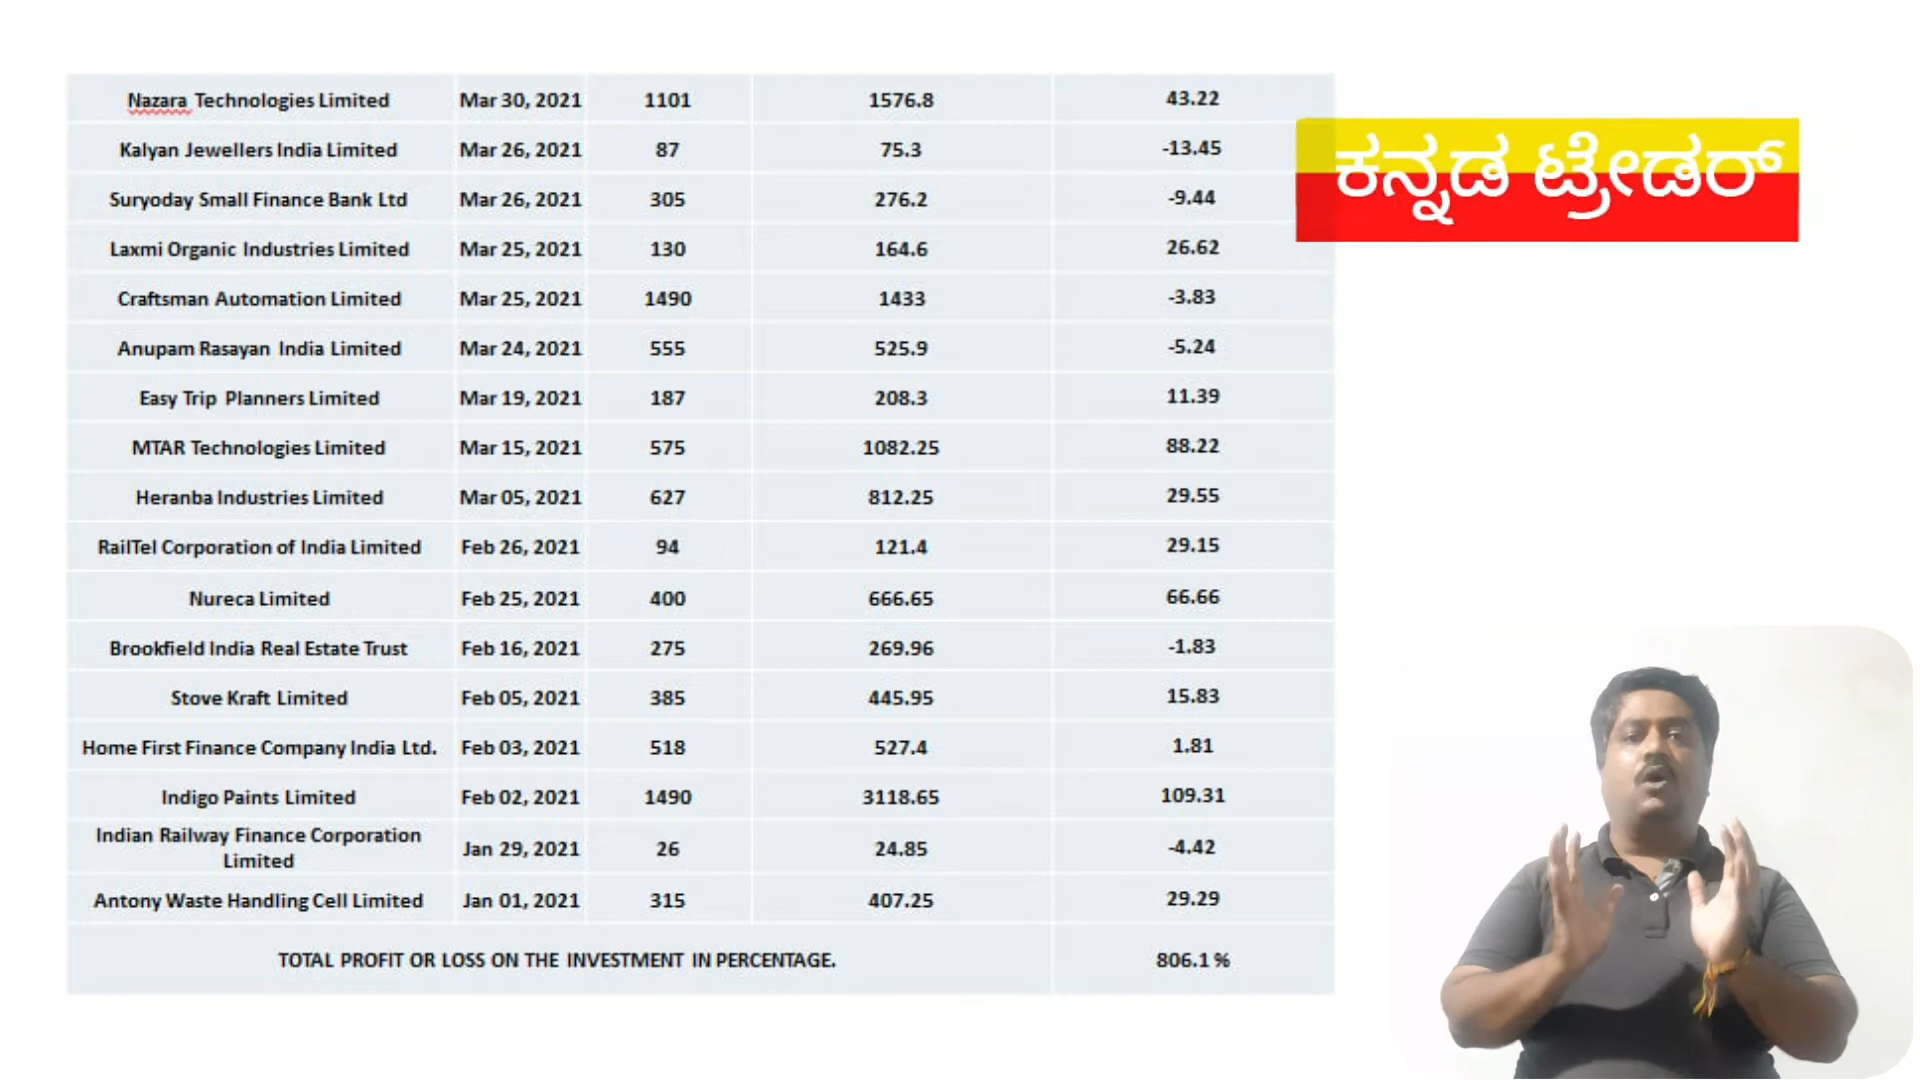 Nazara Technologies Limited Mar 30, 2021 1101 1576.8 43.22
Kalyan Jewellers India Limited Mar 26, 2021 87 75.3 -13.45
ಕನ್ನಡ ಟ್ರೇಡರ್
Suryoday Small Finance Bank Ltd Mar 26, 2021 305 276.2 -9.44
Laxmi Organic Industries Limited Mar 25, 2021 130 164.6 26.62
Craftsman Automation Limited Mar 25, 2021 1490 1433 -3.83
Anupam Rasayan India Limited Mar 24, 2021 555 525.9 -5.24
Easy Trip Planners Limited Mar 19, 2021 187 208.3 11.39
MTAR Technologies Limited Mar 15, 2021 575 1082.25 88.22
Heranba Industries Limited Mar 05, 2021 627 812.25 29.55
RailTel Corporation of India Limited Feb 26, 2021 94 121.4 29.15
Nureca Limited Feb 25, 2021 400 666.65 66.66
Brookfield India Real Estate Trust Feb 16, 2021 275 269.96 -1.83
Stove Kraft Limited Feb 05, 2021 385 445.95 15.83
Home First Finance Company India Ltd. Feb 03, 2021 518 527.4 1.81
Indigo Paints Limited Feb 02, 2021 1490 3118.65 109.31
Indian Railway Finance Corporation
Limited Jan 29, 2021 26 24.85 -4.42
Antony Waste Handling Cell Limited Jan 01, 2021 315 407.25 29.29
TOTAL PROFIT OR LOSS ON THE INVESTMENT IN PERCENTAGE. 806.1 %